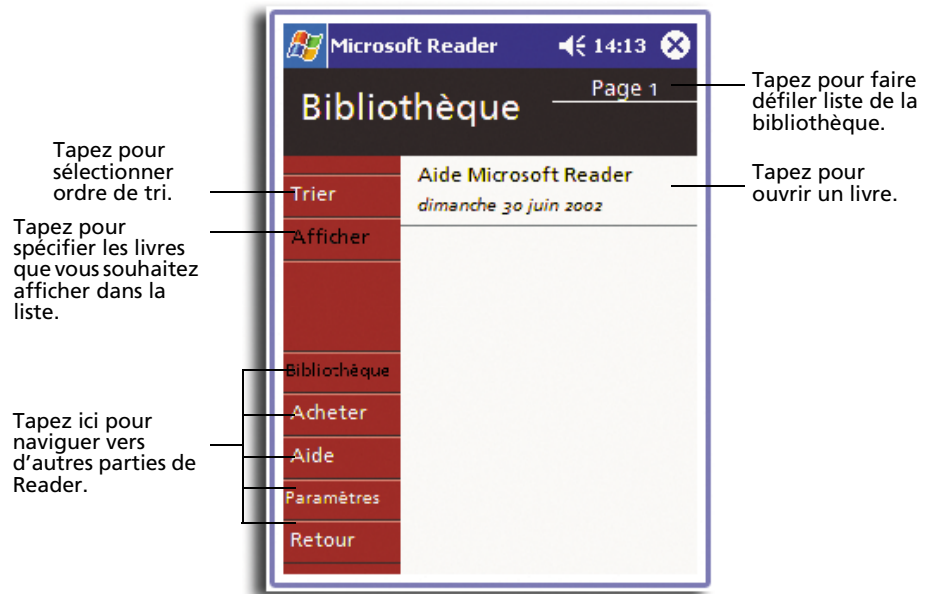 Microsoft Reader 14:13
Bibliothèque
Page 1
Tapez pour faire
défiler liste de la
bibliothèque.
Tapez pour
sélectionner
ordre de tri.
Trier
Aide Microsoft Reader
dimanche 30 juin 2002
Tapez pour
ouvrir un livre.
Tapez pour
spécifier les livres
que vous souhaitez
afficher dans la
liste.
Afficher
Bibliothèque
Acheter
Aide
Paramètres
Retour
Tapez ici pour
naviguer vers
d'autres parties de
Reader.